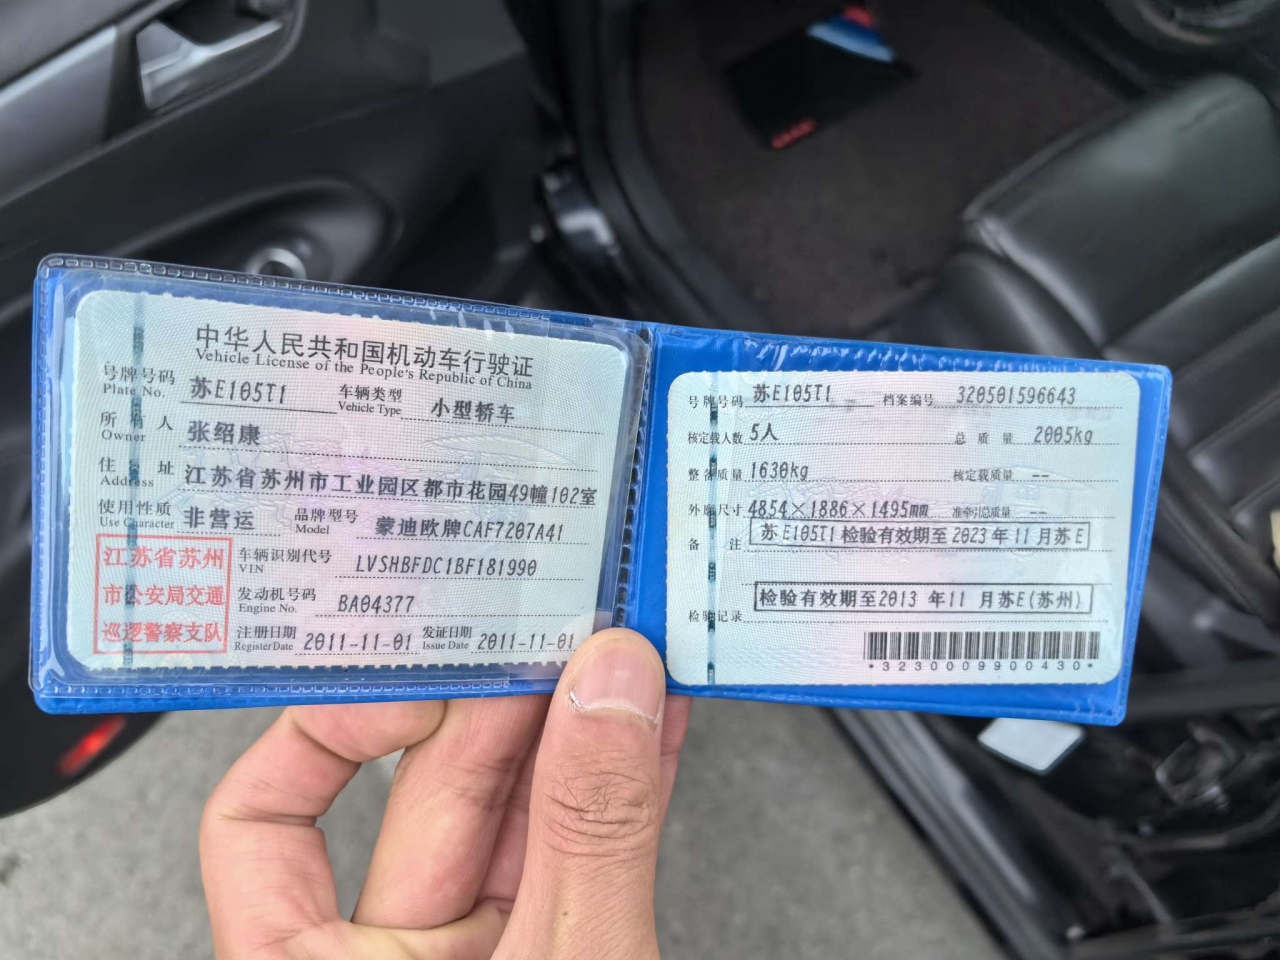 中华人民共和国机动车行驶证
Vehicle License of the People's Republic of China
号牌号码 苏E105T1 车辆类型 小型轿车
Plate No. Vehicle Type
所有人 张绍康
Owner
住址 江苏省苏州市工业园区都市花园49幢102室
Address
使用性质 非营运 品牌型号 蒙迪欧牌CAF7207A41
Use Character Model
江苏省苏州
市公安局交通
巡逻警察支队
车辆识别代号 LVSHBFDC1BF181990
VIN
发动机号码 BA04377
Engine No.
注册日期 2011-11-01 发证日期 2011-11-01
Register Date Issue Date
号牌号码 苏E105T1 档案编号 320501596643
核定载人数 5人 总质量 2005kg
整备质量 1630kg 核定载质量 --
外廓尺寸 4854×1886×1495mm 准牵引总质量 --
备注 苏E105T1 检验有效期至 2023 年 11 月苏E
检验记录 检验有效期至2013 年11 月苏E(苏州)
*3230009900430*